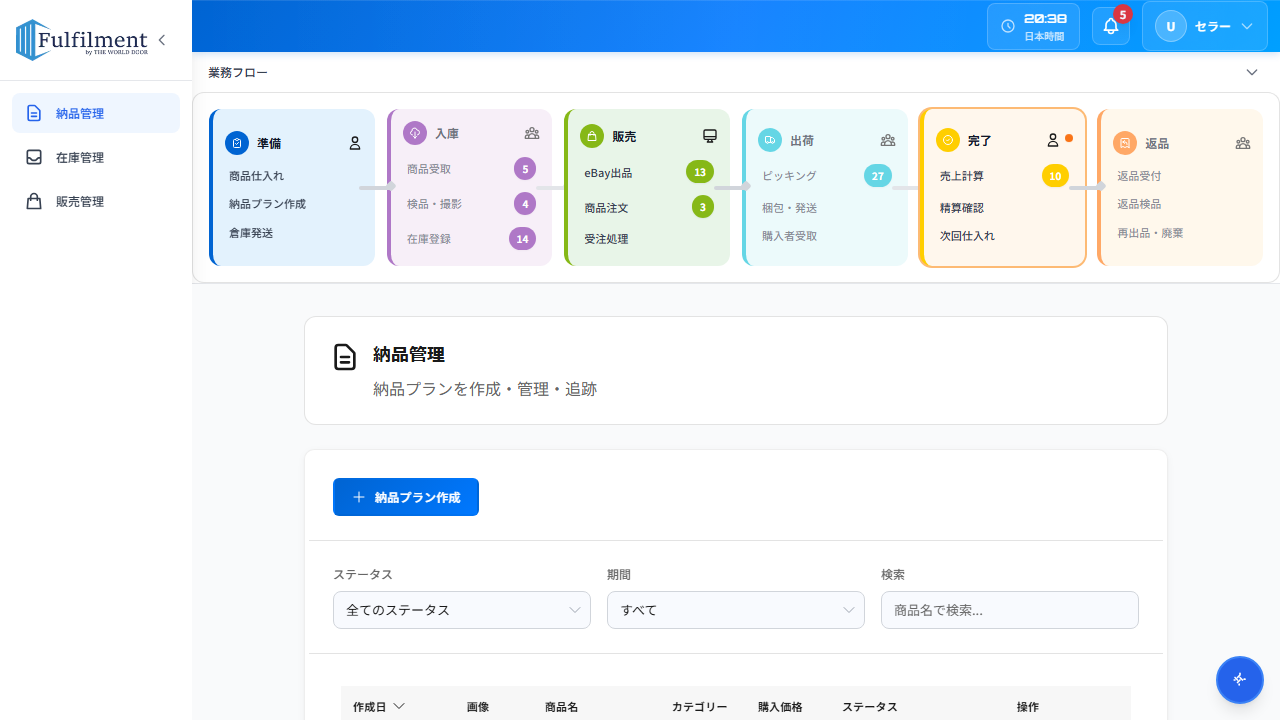 Fulfilment
by THE WORLD DOOR
納品管理
在庫管理
販売管理
20:38
日本時間
5
U
セラー
業務フロー
準備
商品仕入れ
納品プラン作成
倉庫発送
入庫
商品受取
5
検品・撮影
4
在庫登録
14
販売
eBay出品
13
商品注文
3
受注処理
出荷
ピッキング
27
梱包・発送
購入者受取
完了
売上計算
10
精算確認
次回仕入れ
返品
返品受付
返品検品
再出品・廃棄
納品管理
納品プランを作成・管理・追跡
納品プラン作成
ステータス
期間
検索
全てのステータス
すべて
商品名で検索...
作成日
画像
商品名
カテゴリー
購入価格
ステータス
操作